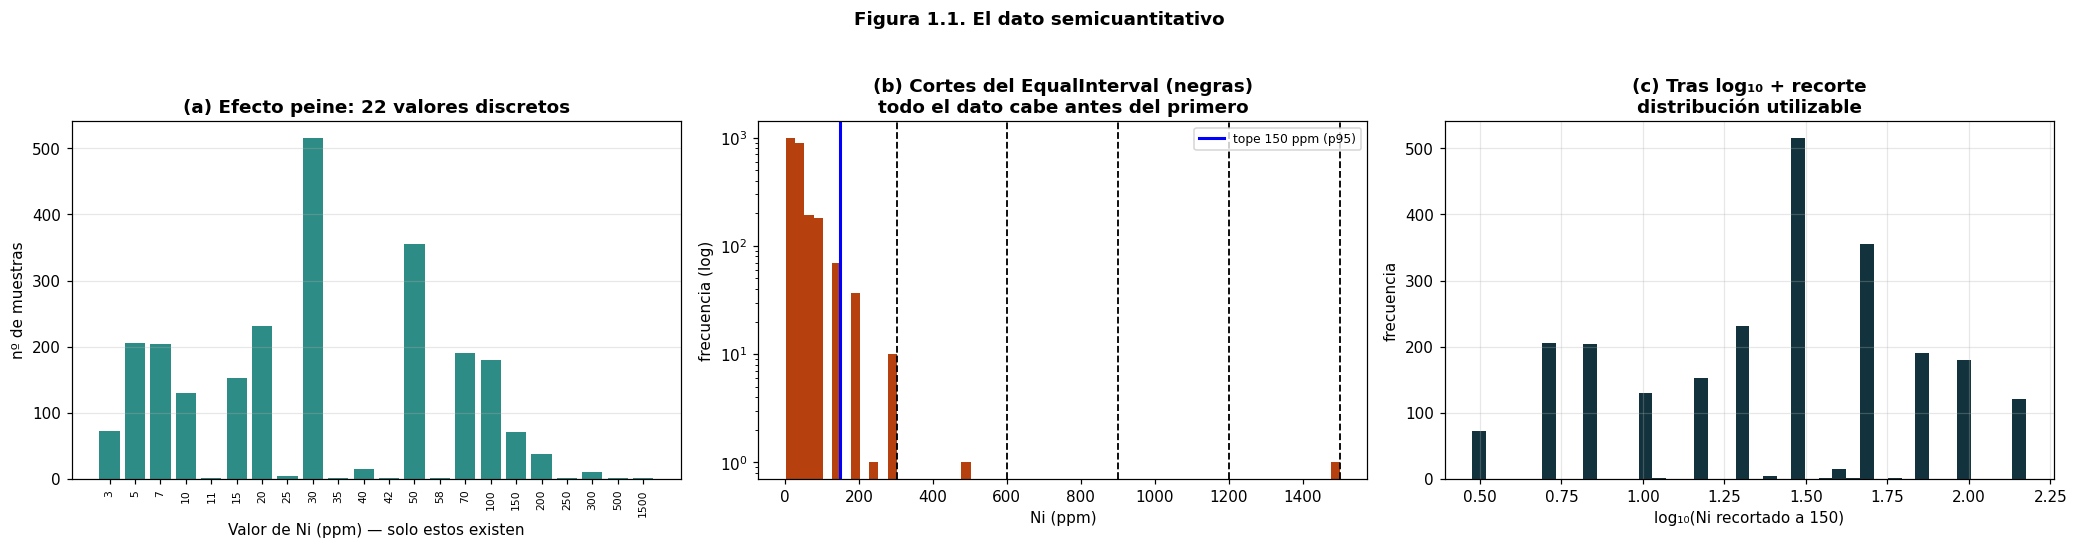 Figura 1.1. El dato semicuantitativo
(a) Efecto peine: 22 valores discretos
nº de muestras
500
400
300
200
100
0
3 5 7 10 11 15 20 25 30 35 40 42 50 58 70 100 150 200 250 300 500 1500
Valor de Ni (ppm) — solo estos existen
(b) Cortes del EqualInterval (negras)
todo el dato cabe antes del primero
tope 150 ppm (p95)
frecuencia (log)
10³
10²
10¹
10⁰
0 200 400 600 800 1000 1200 1400
Ni (ppm)
(c) Tras log₁₀ + recorte
distribución utilizable
frecuencia
500
400
300
200
100
0
0.50 0.75 1.00 1.25 1.50 1.75 2.00 2.25
log₁₀(Ni recortado a 150)